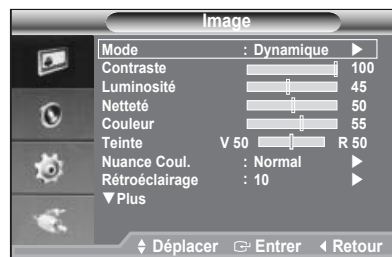 Image
Mode : Dynamique ▶
Contraste 100
Luminosité 45
Netteté 50
Couleur 55
Teinte V 50 R 50
Nuance Coul. : Normal ▶
Rétroéclairage : 10 ▶
▼Plus
Déplacer Entrer Retour